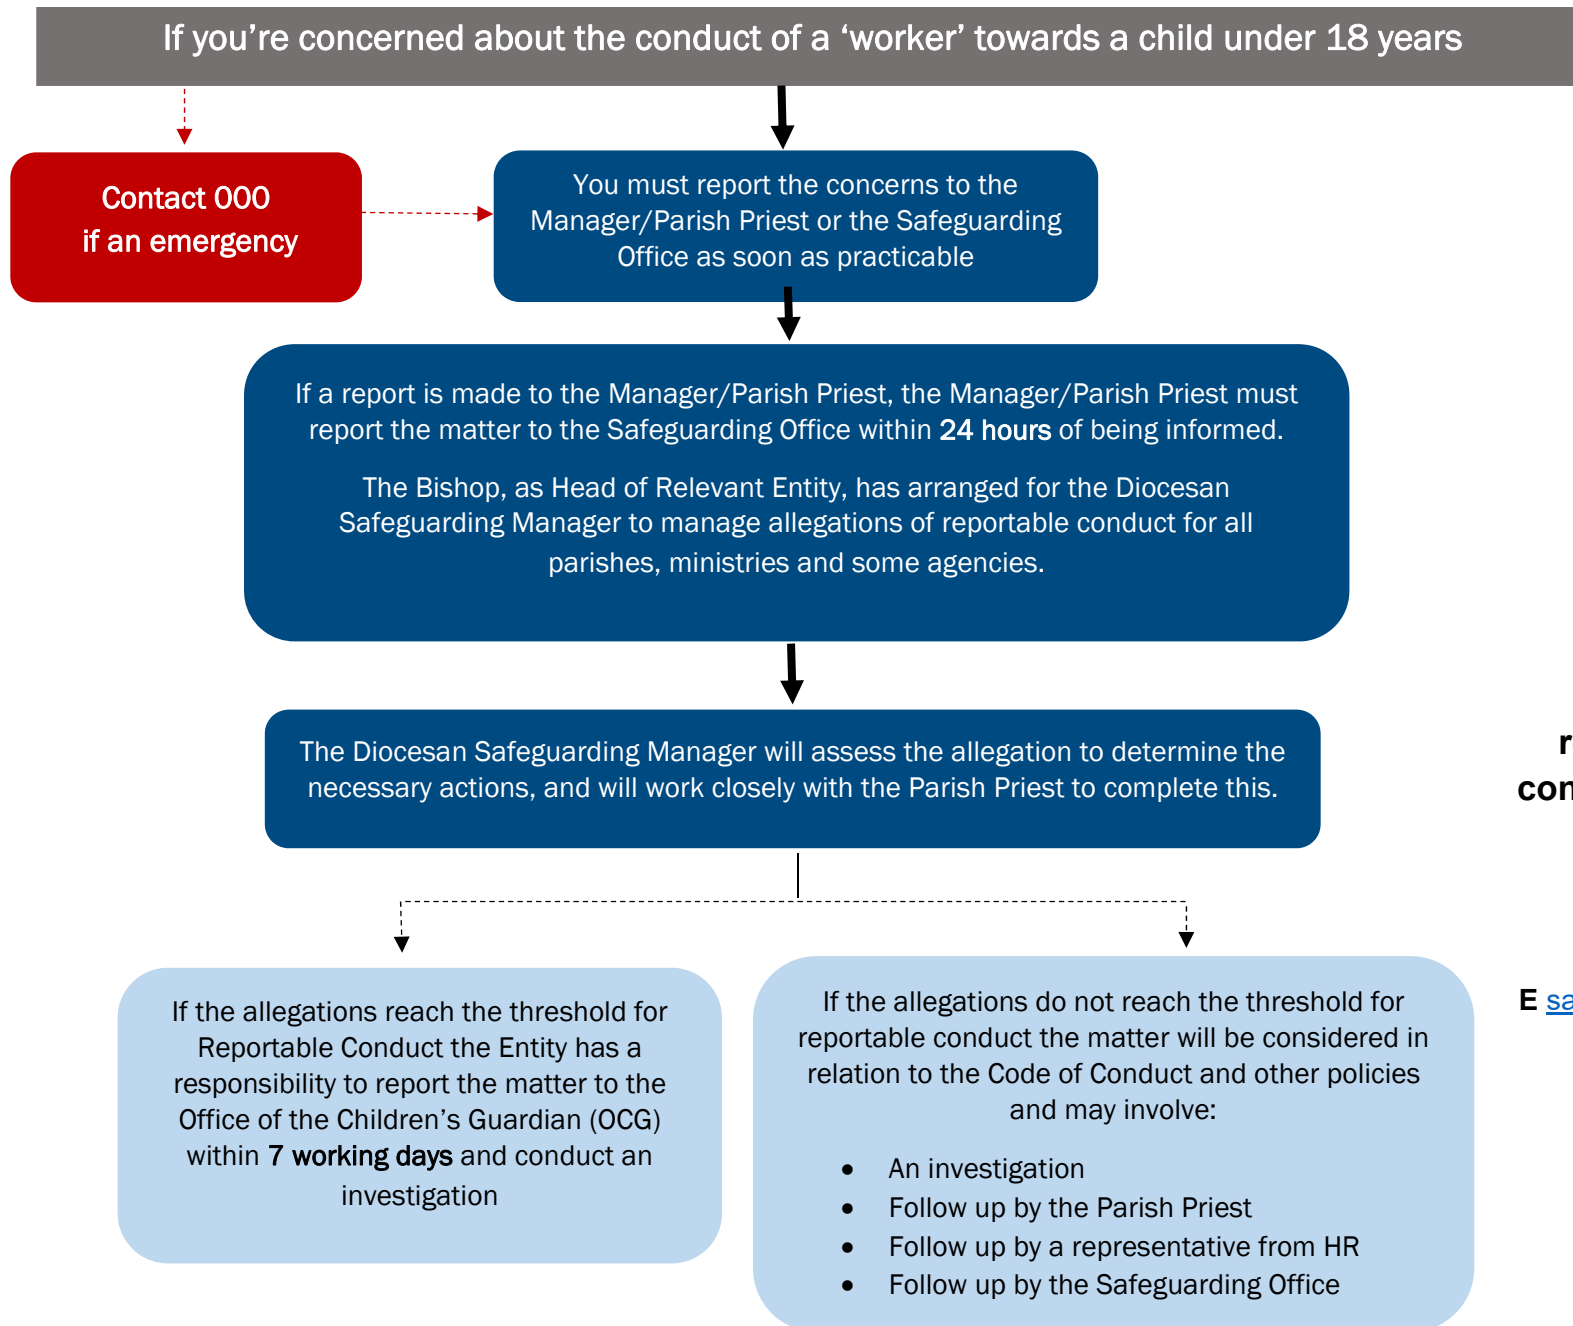 If you’re concerned about the conduct of a ‘worker’ towards a child under 18 years
Contact 000
if an emergency
You must report the concerns to the
Manager/Parish Priest or the Safeguarding
Office as soon as practicable
If a report is made to the Manager/Parish Priest, the Manager/Parish Priest must
report the matter to the Safeguarding Office within 24 hours of being informed.
The Bishop, as Head of Relevant Entity, has arranged for the Diocesan
Safeguarding Manager to manage allegations of reportable conduct for all
parishes, ministries and some agencies.
The Diocesan Safeguarding Manager will assess the allegation to determine the
necessary actions, and will work closely with the Parish Priest to complete this.
If the allegations reach the threshold for
Reportable Conduct the Entity has a
responsibility to report the matter to the
Office of the Children’s Guardian (OCG)
within 7 working days and conduct an
investigation
If the allegations do not reach the threshold for
reportable conduct the matter will be considered in
relation to the Code of Conduct and other policies
and may involve:
• An investigation
• Follow up by the Parish Priest
• Follow up by a representative from HR
• Follow up by the Safeguarding Office
E